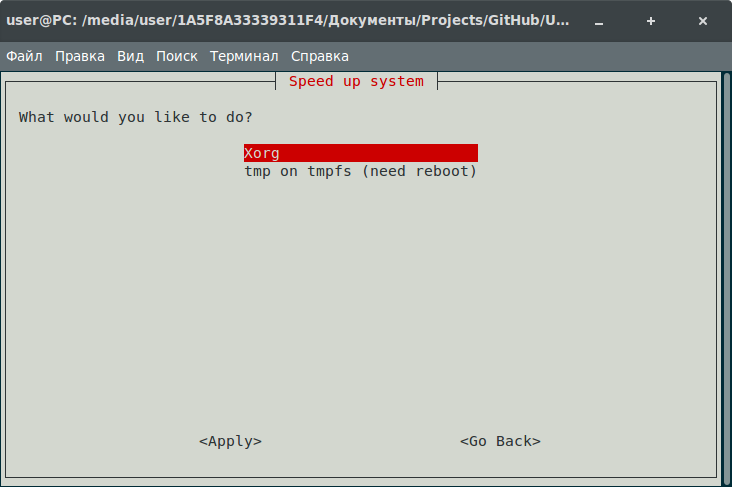 user@PC: /media/user/1A5F8A33339311F4/Документы/Projects/GitHub/U...
Файл Правка Вид Поиск Терминал Справка
Speed up system
What would you like to do?
Xorg
tmp on tmpfs (need reboot)
<Apply> <Go Back>